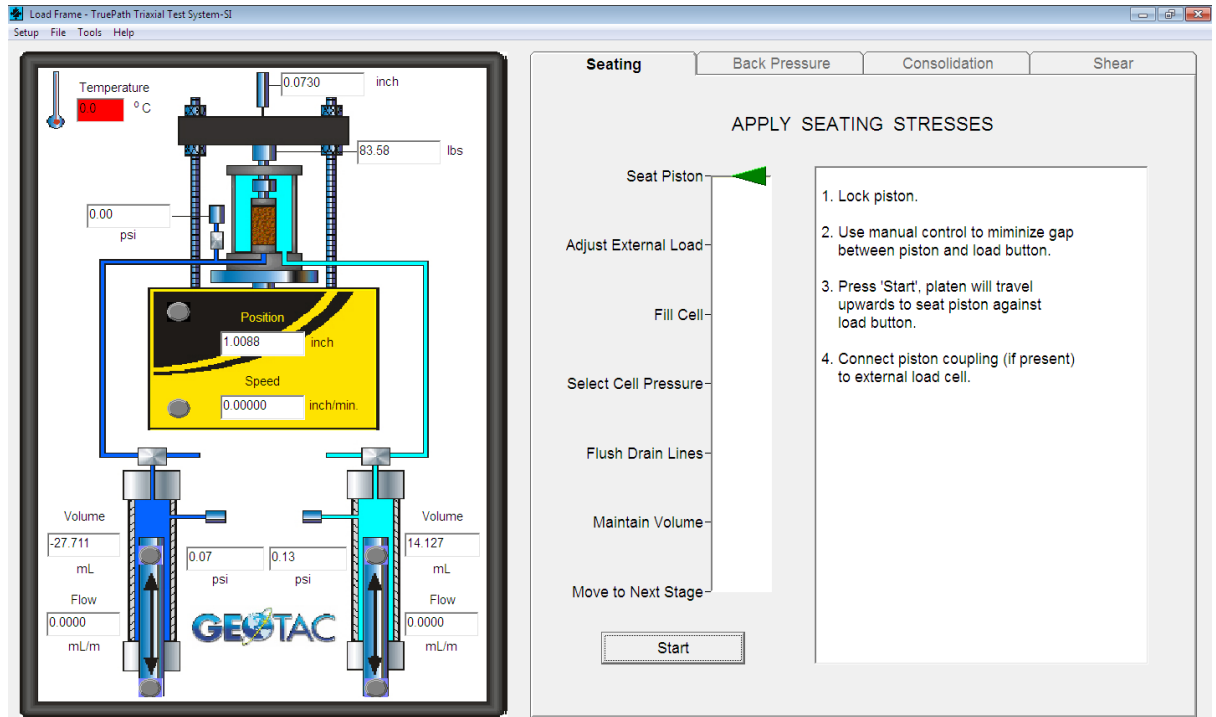 Load Frame - TruePath Triaxial Test System-SI
Setup File Tools Help
Temperature
0.0 ° C
0.0730 inch
83.58 lbs
0.00
psi
Position
1.0088 inch
Speed
0.00000 inch/min.
Volume
-27.711
mL
Flow
0.0000
mL/m
0.07
psi
0.13
psi
Volume
14.127
mL
Flow
0.0000
mL/m
GEOTAC
Seating Back Pressure Consolidation Shear
APPLY SEATING STRESSES
Seat Piston
Adjust External Load
Fill Cell
Select Cell Pressure
Flush Drain Lines
Maintain Volume
Move to Next Stage
Start
1. Lock piston.
2. Use manual control to miminize gap
between piston and load button.
3. Press 'Start', platen will travel
upwards to seat piston against
load button.
4. Connect piston coupling (if present)
to external load cell.